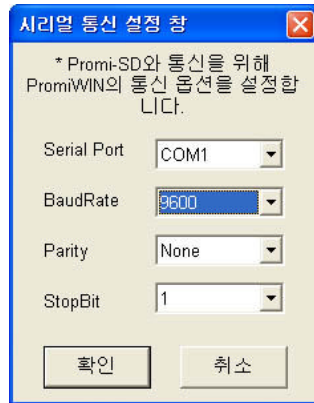 시리얼 통신 설정 창
* Promi-SD와 통신을 위해
PromiWIN의 통신 옵션을 설정합
니다.
Serial Port COM1
BaudRate 9600
Parity None
StopBit 1
확인 취소